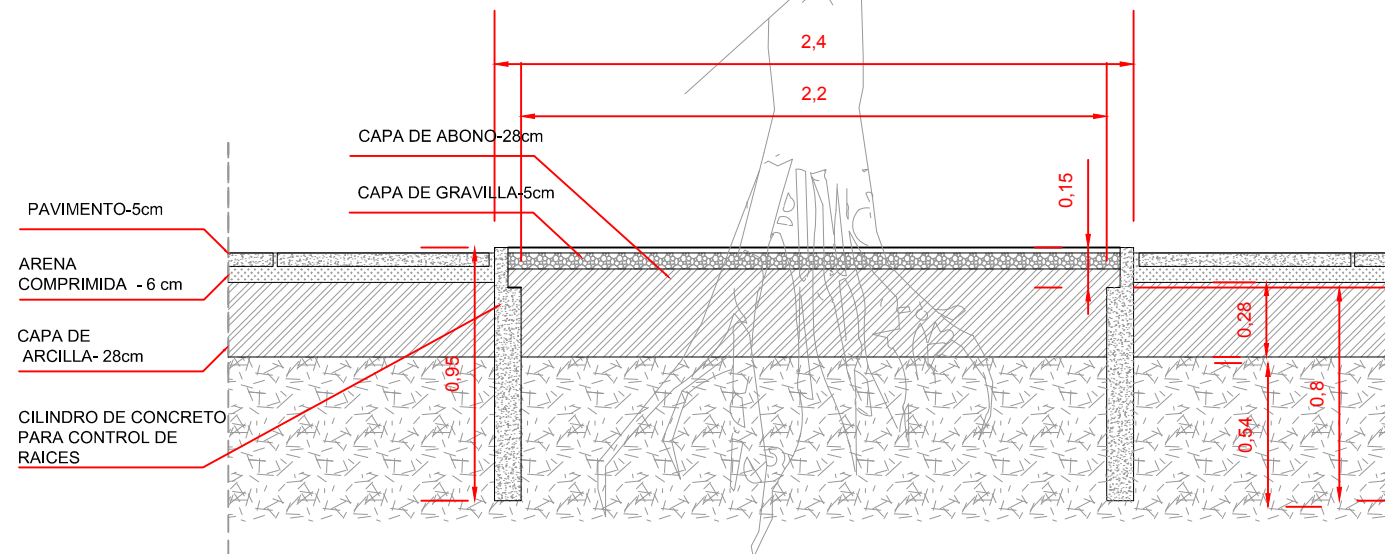 2,4
2,2
CAPA DE ABONO-28cm
CAPA DE GRAVILLA-5cm
0,15
PAVIMENTO-5cm
ARENA
COMPRIMIDA - 6 cm
CAPA DE
ARCILLA- 28cm
CILINDRO DE CONCRETO
PARA CONTROL DE
RAICES
0,95
0,28
0,54
0,8